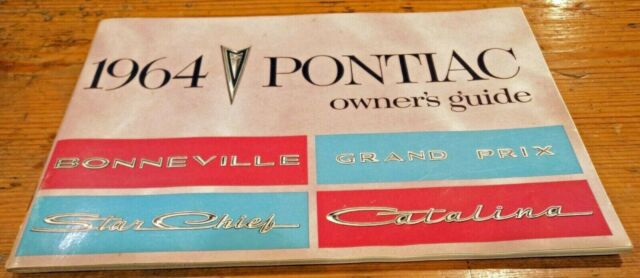 1964 PONTIAC
owner's guide
BONNEVILLE GRAND PRIX
Star Chief Catalina